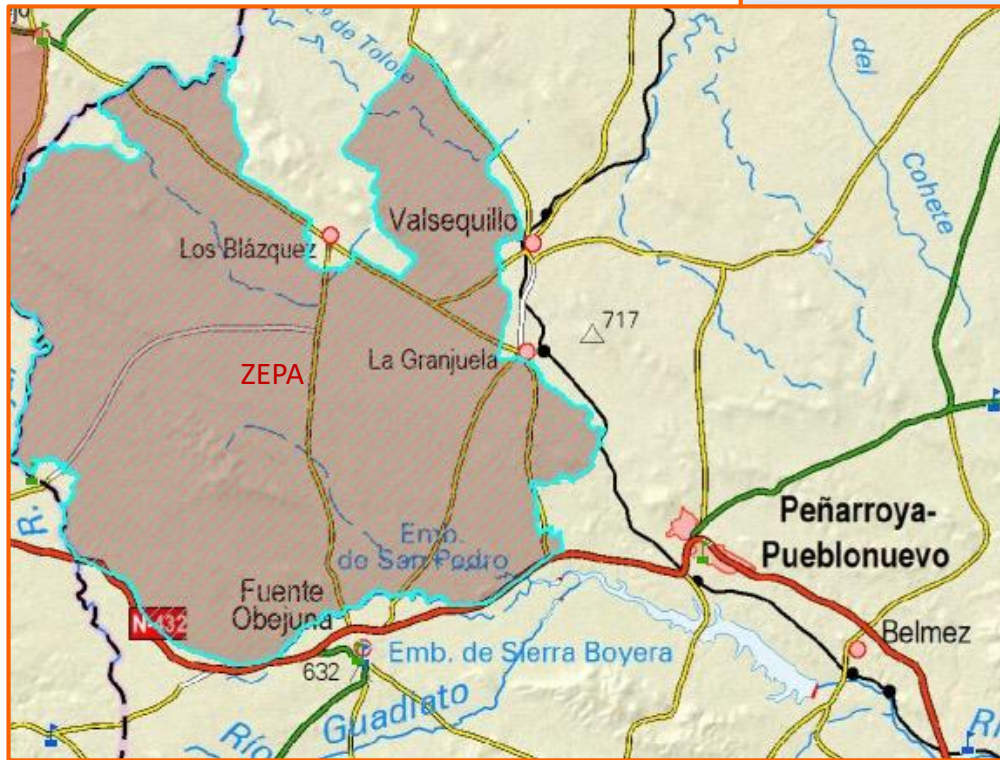 de Tolote
del
Cohete
Valsequillo
Los Blázquez
717
La Granjuela
ZEPA
R.
Emb.
de San Pedro
Peñarroya-
Pueblonuevo
Fuente
Obejuna
N-432
Belmez
632
Emb. de Sierra Boyera
Río Guadiato